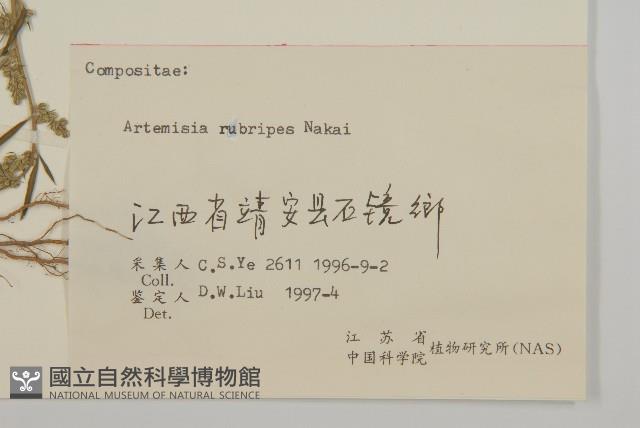 Compositae:
Artemisia rubripes Nakai
江西省靖安县石镜鄉
采集人 C.S.Ye 2611 1996-9-2
Coll.
鉴定人 D.W.Liu 1997-4
Det.
江苏省
中国科学院 植物研究所(NAS)
國立自然科學博物館
NATIONAL MUSEUM OF NATURAL SCIENCE